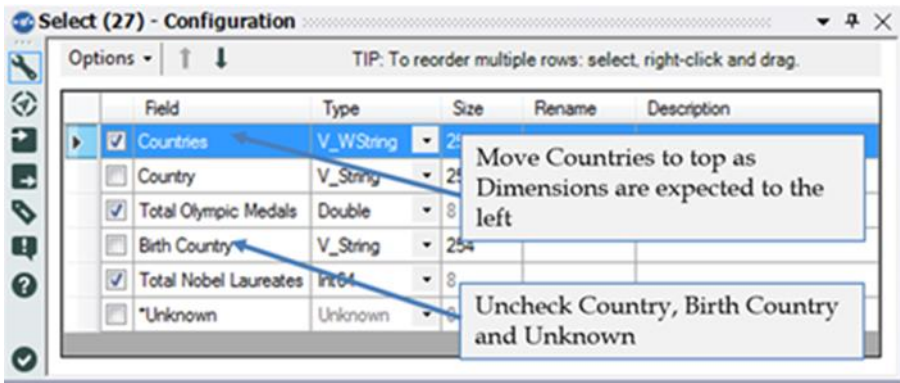 Select (27) - Configuration
Options TIP: To reorder multiple rows: select, right-click and drag.
Field Type Size Rename Description
Countries V_WString
Country V_String
Total Olympic Medals Double 8
Birth Country V_String 254
Total Nobel Laureates Int64 8
*Unknown Unknown
Move Countries to top as
Dimensions are expected to the
left
Uncheck Country, Birth Country
and Unknown